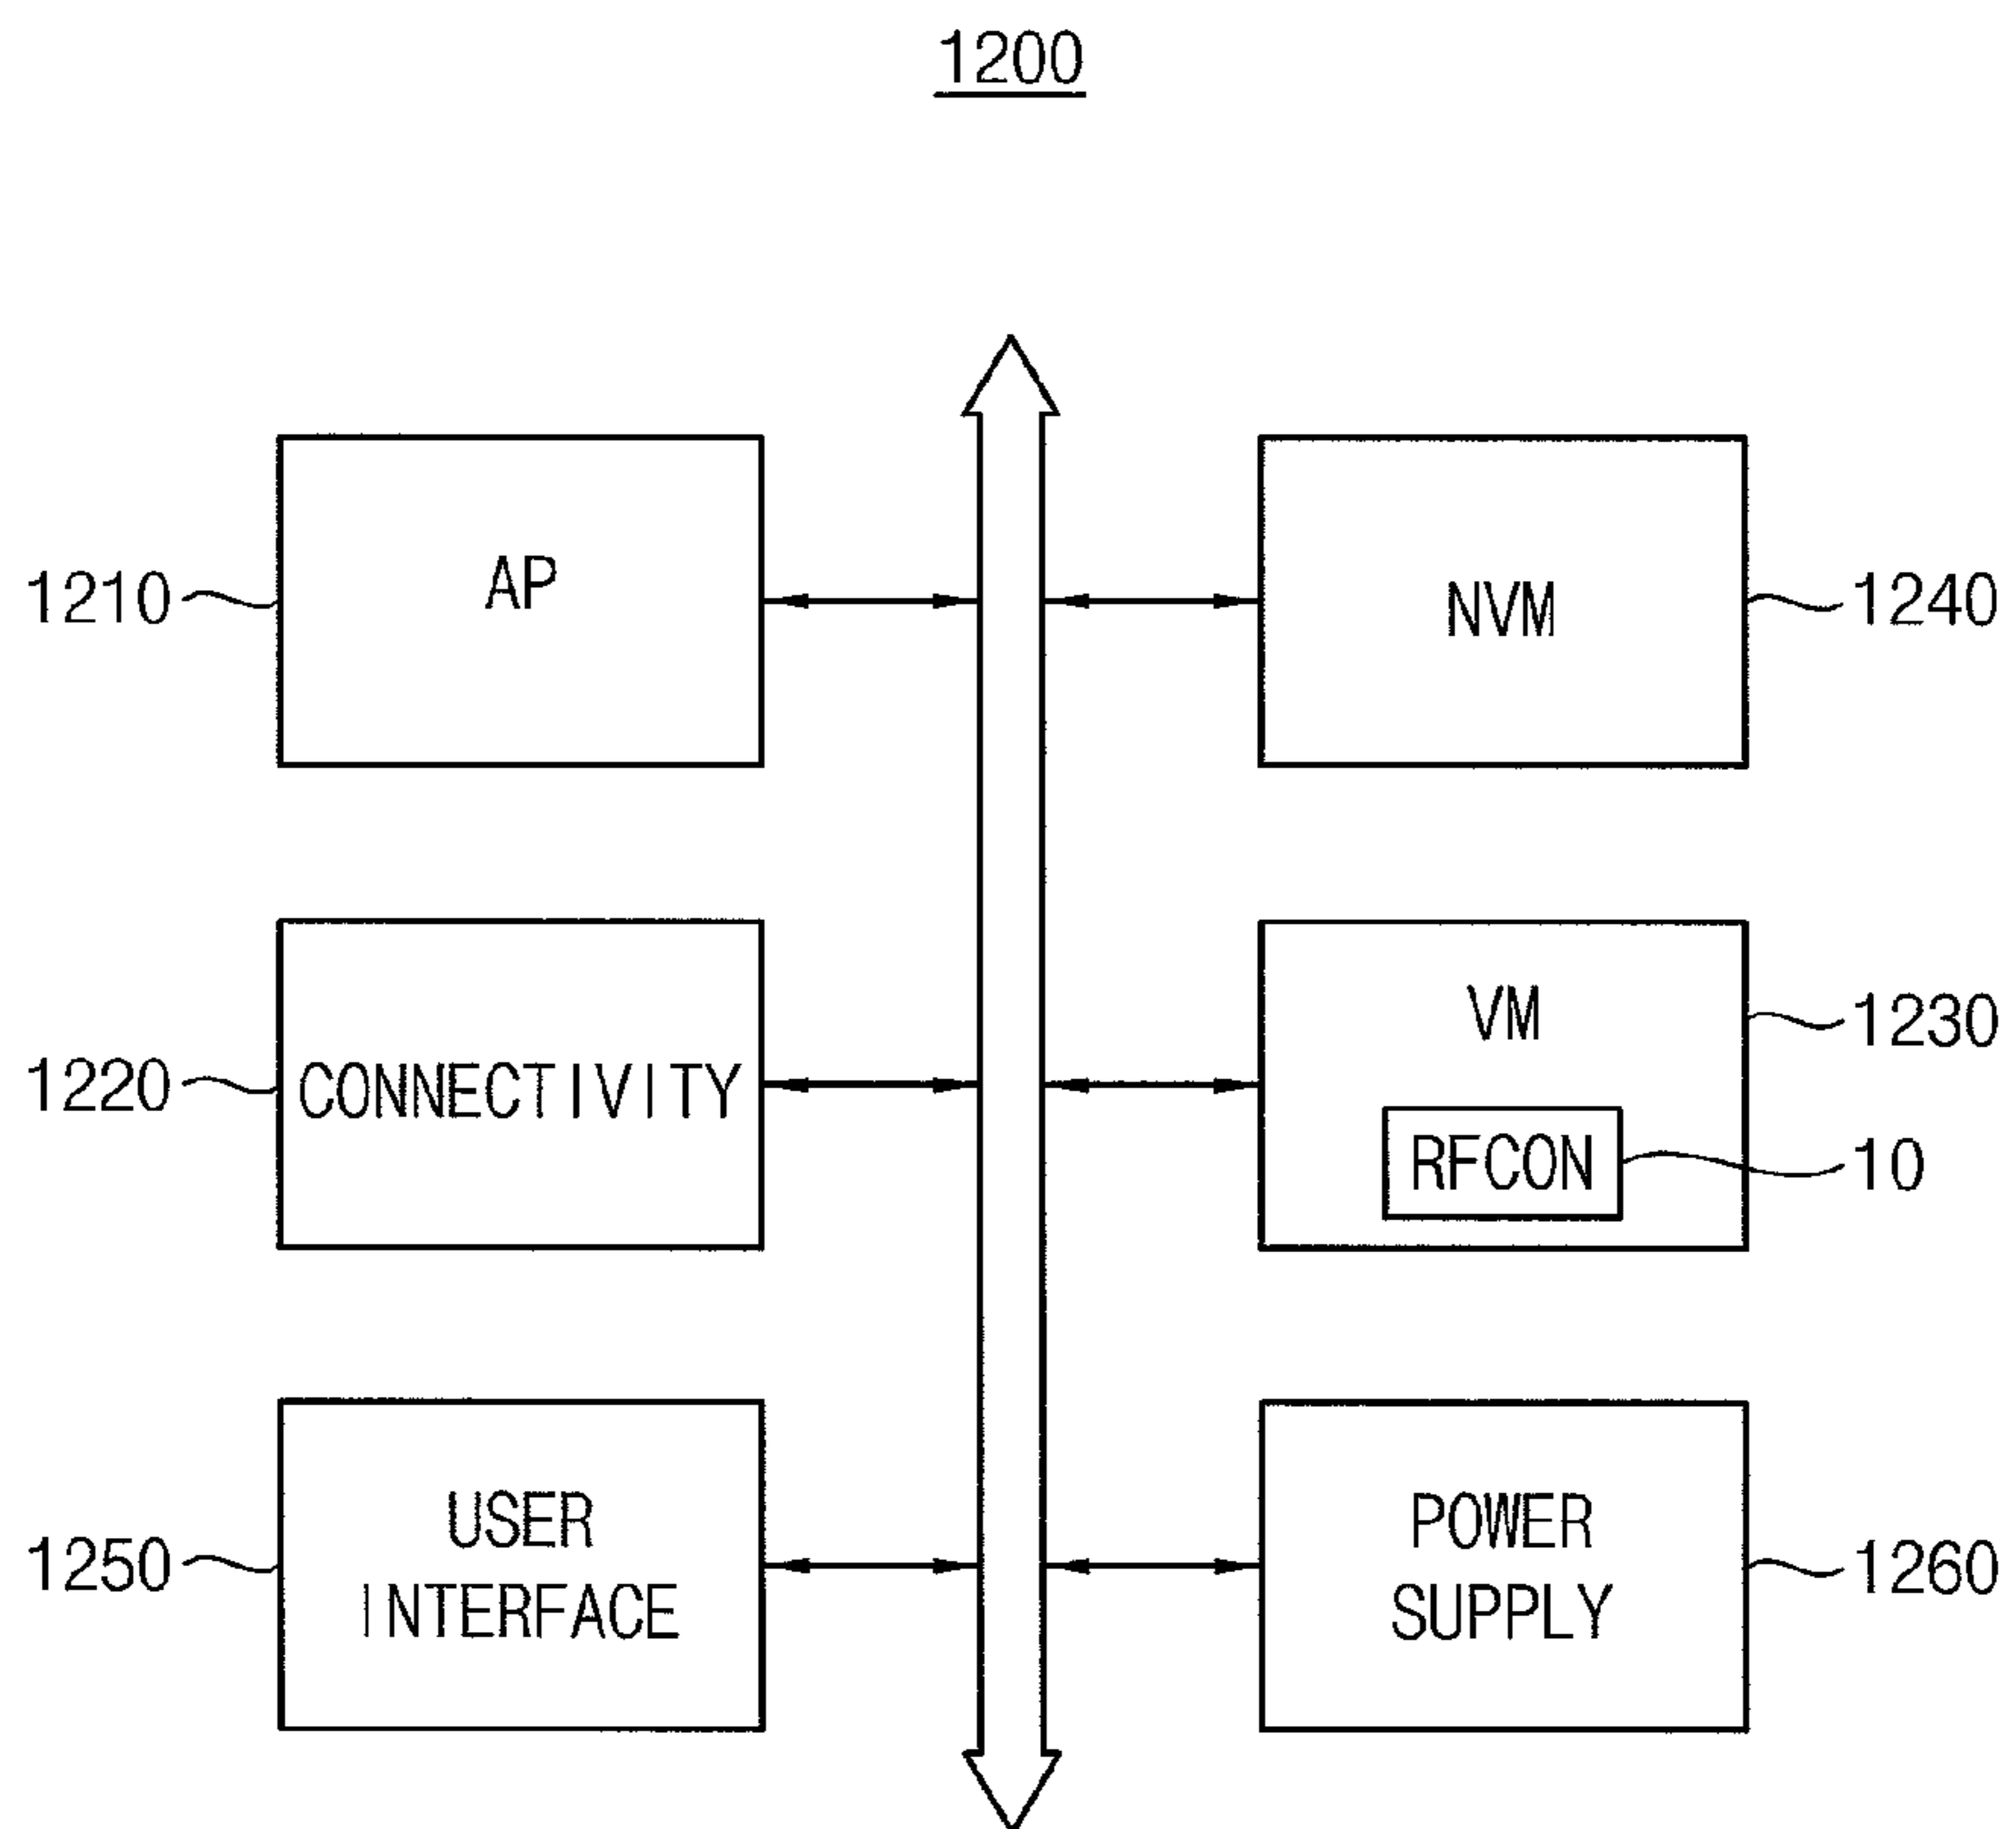 1200
1210
AP
NVM
1240
1220
CONNECTIVITY
VM
1230
RFCON
10
1250
USER
INTERFACE
POWER
SUPPLY
1260